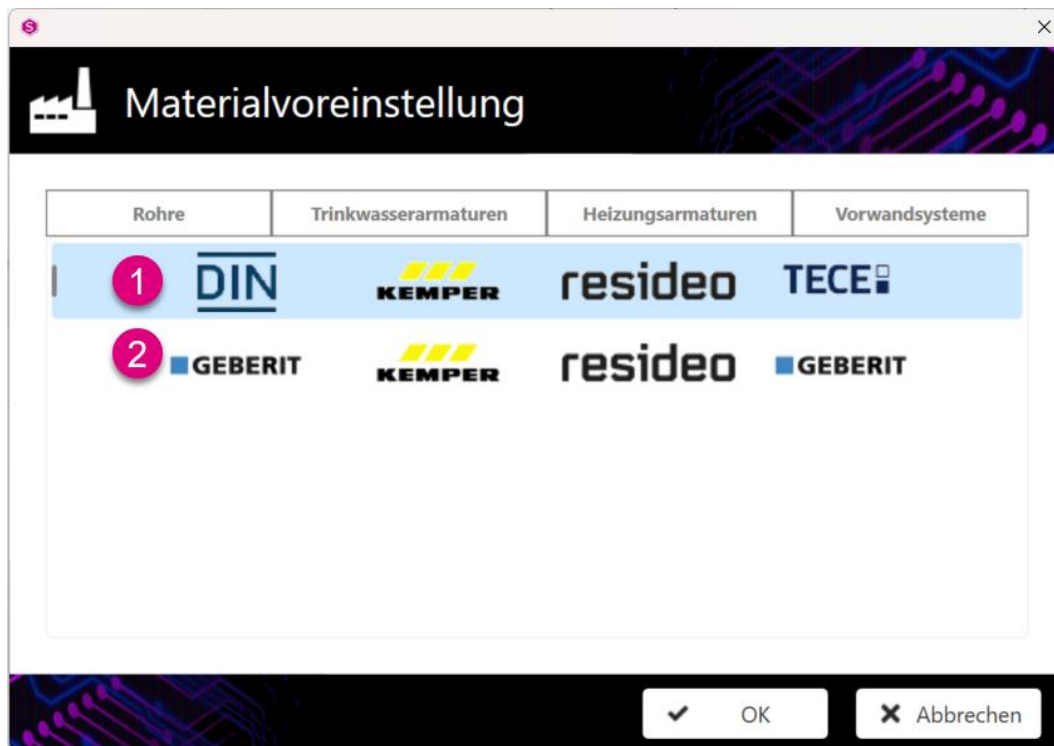 S
Materialvoreinstellung
Rohre Trinkwasserarmaturen Heizungsarmaturen Vorwandsysteme
1 DIN KEMPER resideo TECE
2 GEBERIT KEMPER resideo GEBERIT
OK Abbrechen